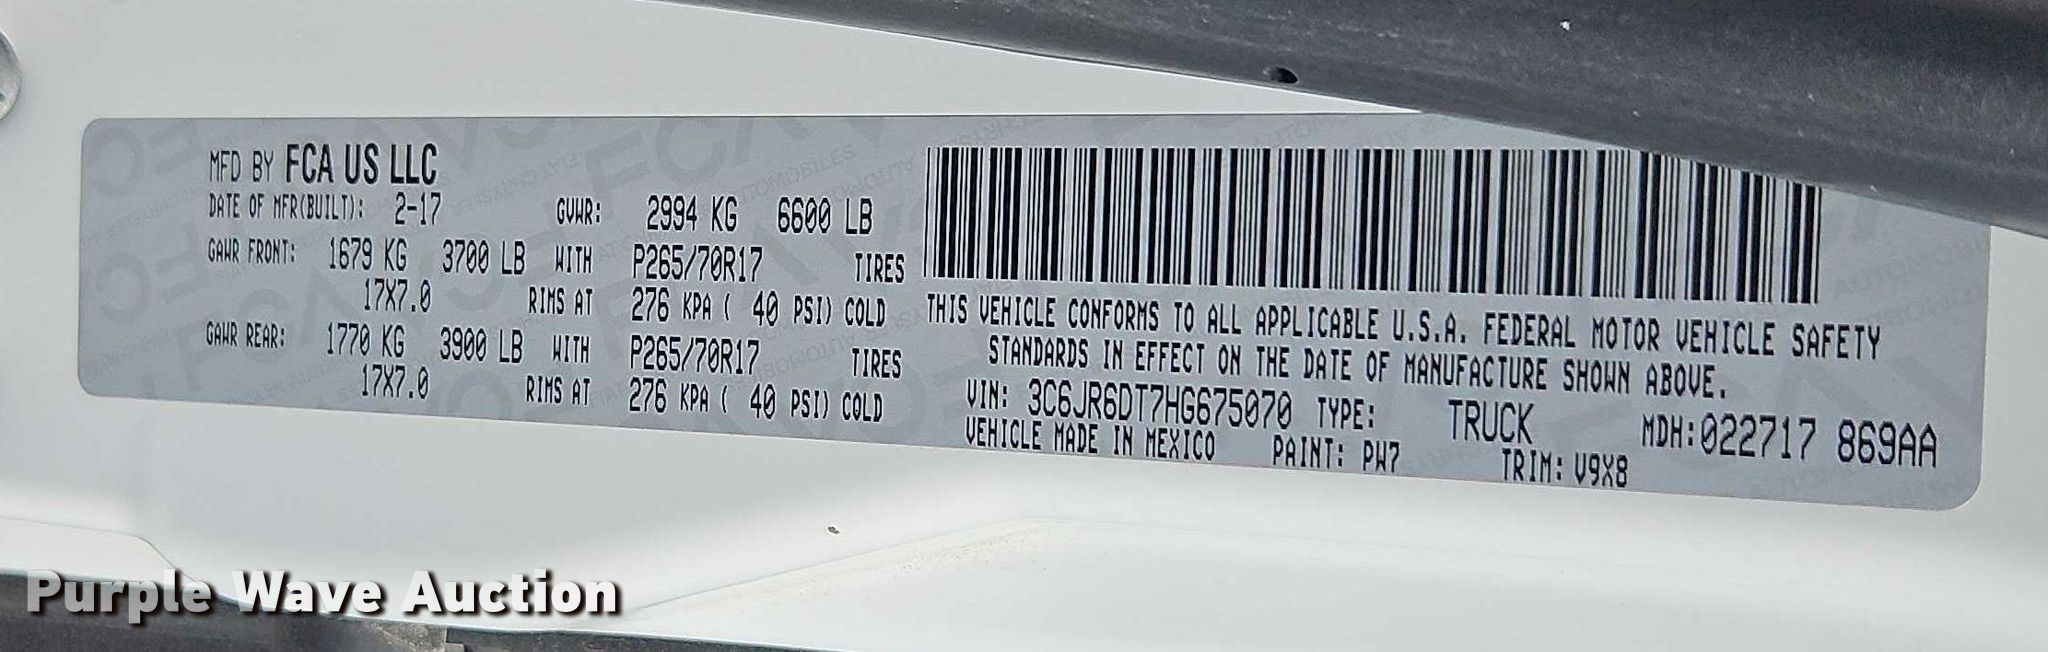 MFD BY FCA US LLC
DATE OF MFR(BUILT): 2-17 GVWR: 2994 KG 6600 LB
GAWR FRONT: 1679 KG 3700 LB WITH P265/70R17 TIRES
17X7.0 RIMS AT 276 KPA ( 40 PSI) COLD
GAWR REAR: 1770 KG 3900 LB WITH P265/70R17 TIRES
17X7.0 RIMS AT 276 KPA ( 40 PSI) COLD
THIS VEHICLE CONFORMS TO ALL APPLICABLE U.S.A. FEDERAL MOTOR VEHICLE SAFETY
STANDARDS IN EFFECT ON THE DATE OF MANUFACTURE SHOWN ABOVE.
VIN: 3C6JR6DT7HG675070 TYPE: TRUCK MDH:022717 869AA
VEHICLE MADE IN MEXICO PAINT: PW7 TRIM: V9X8
Purple Wave Auction